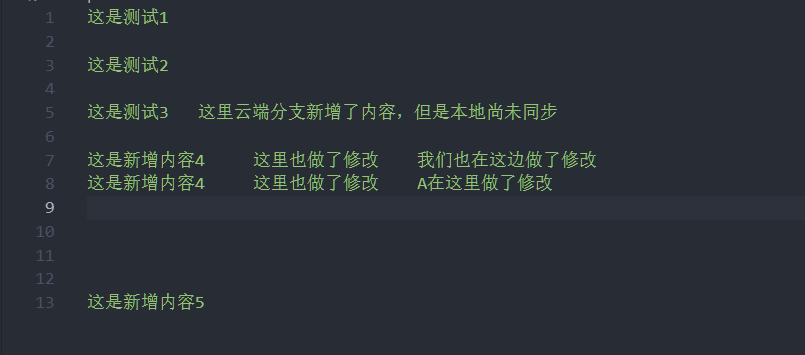 1 这是测试1
2
3 这是测试2
4
5 这是测试3 这里云端分支新增了内容，但是本地尚未同步
6
7 这是新增内容4 这里也做了修改 我们也在这边做了修改
8 这是新增内容4 这里也做了修改 A在这里做了修改
9
10
11
12
13 这是新增内容5